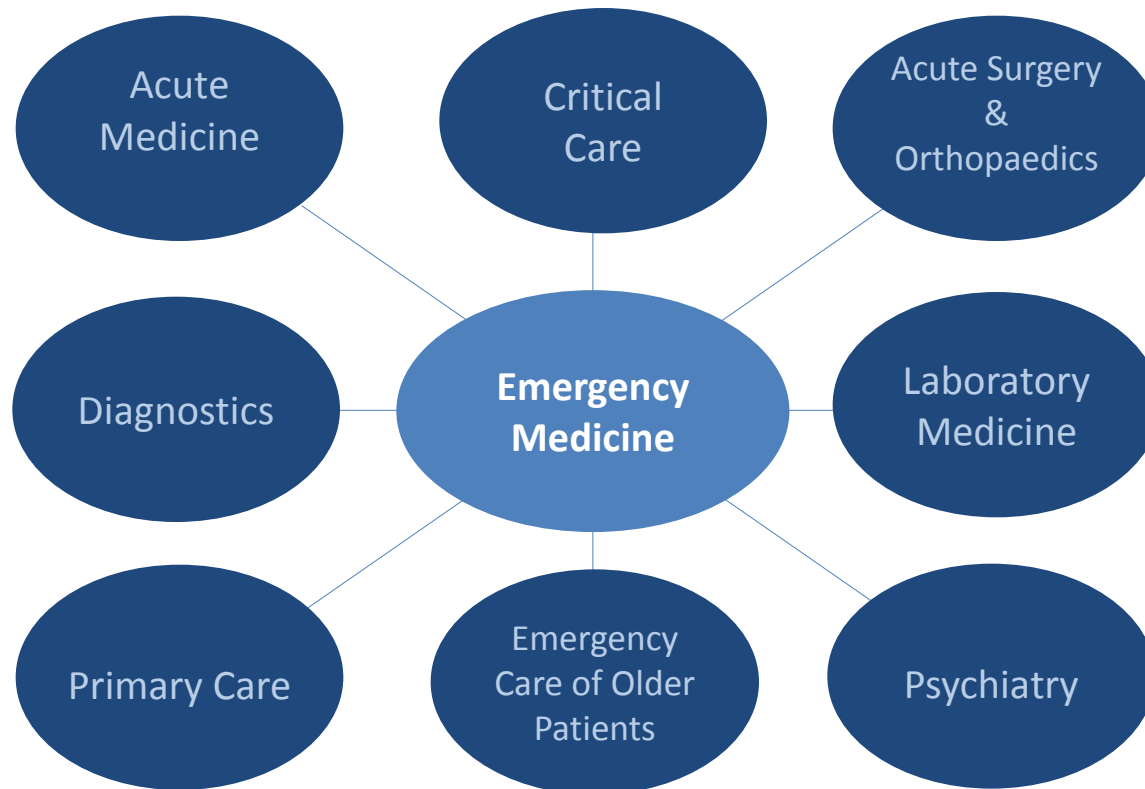 Acute
Medicine
Critical
Care
Acute Surgery
&
Orthopaedics
Diagnostics
Emergency
Medicine
Laboratory
Medicine
Primary Care
Emergency
Care of Older
Patients
Psychiatry